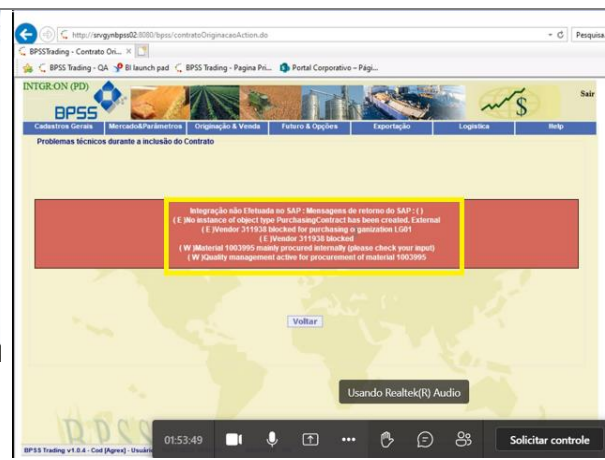 http://srvgynbpss02:8080/bpss/contratoOriginacaoAction.do
Pesquisa
BPSSTrading - Contrato Ori...
BPSS Trading - QA
BI launch pad
BPSS Trading - Pagina Pri...
Portal Corporativo – Pági...
INTGRON (PD)
BPSS
Sair
Cadastros Gerais
Mercado&Parâmetros
Originação & Venda
Futuro & Opções
Exportação
Logística
Help
Problemas técnicos durante a inclusão do Contrato
Integração não Efetuada no SAP : Mensagens de retorno do SAP : ( )
( E )No instance of object type PurchasingContract has been created. External
( E )Vendor 311938 blocked for purchasing o ganization LG01
( E )Vendor 311938 blocked
( W )Material 1003995 mainly procured internally (please check your input)
( W )Quality management active for procurement of material 1003995
Voltar
Usando Realtek(R) Audio
BPSS
01:53:49
Solicitar controle
BPSS Trading v1.0.4 - Cod (Agrex) - Usuário